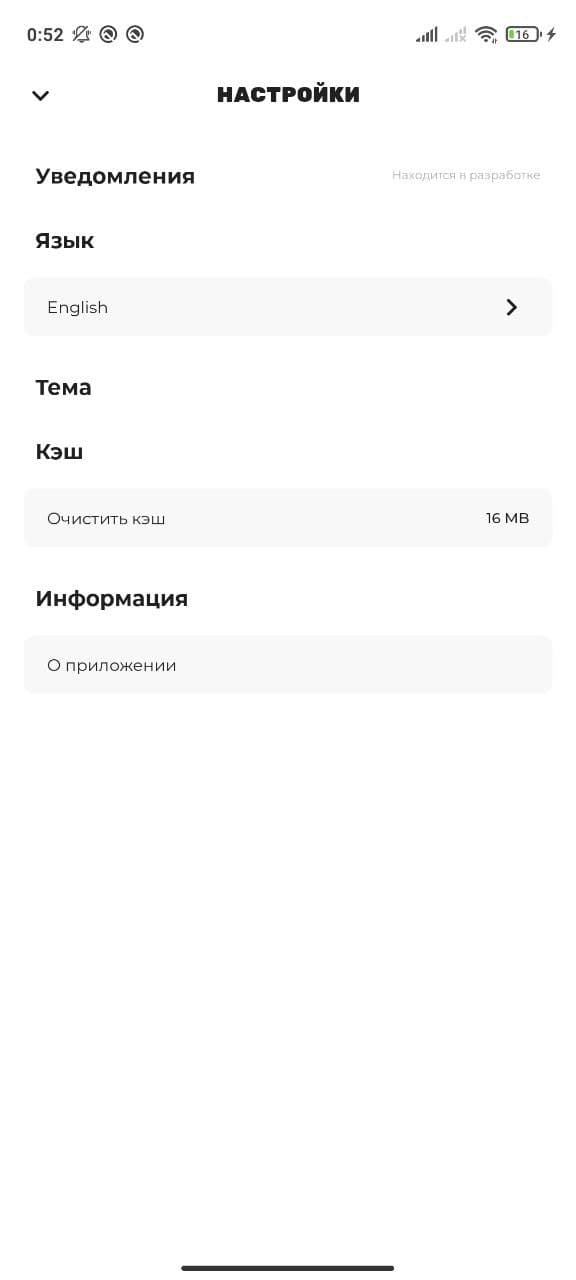 0:52 16
НАСТРОЙКИ
Уведомления Находится в разработке
Язык
English
Тема
Кэш
Очистить кэш 16 MB
Информация
О приложении